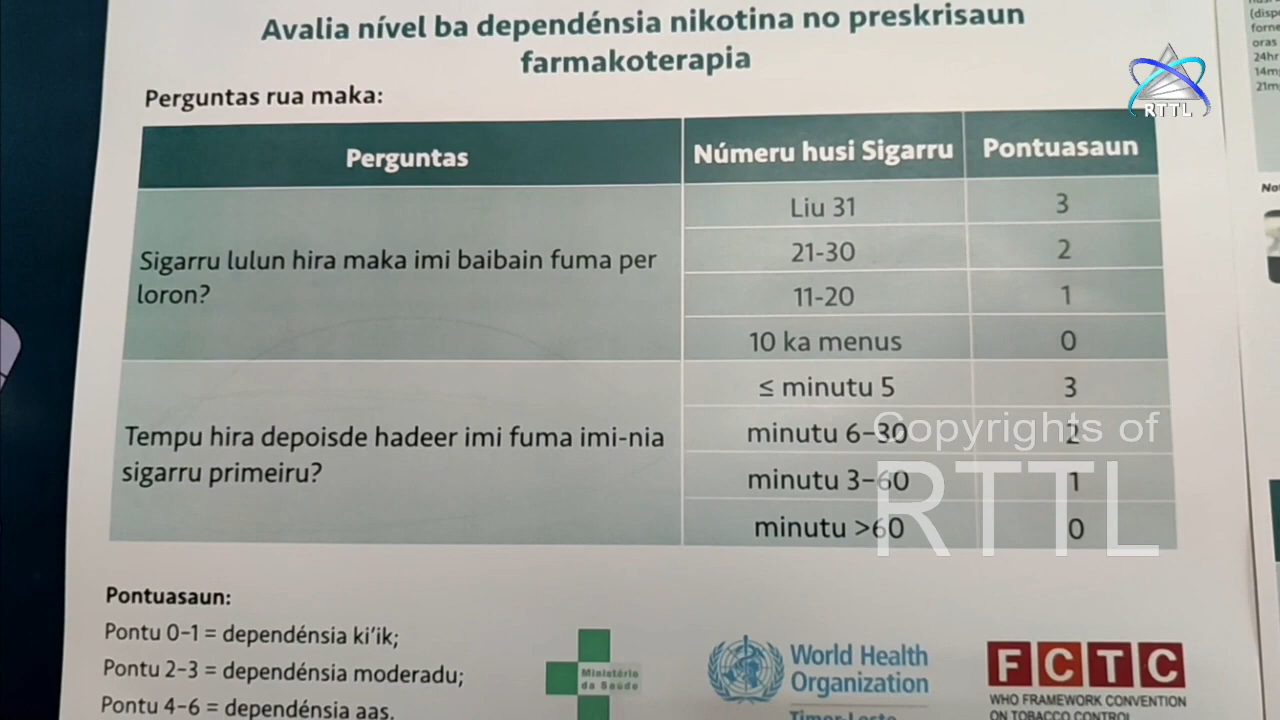 Avalia nível ba dependénsia nikotina no preskrisaun
farmakoterapia
Perguntas rua maka:
Perguntas
Númeru husi Sigarru
Pontuasaun
Sigarru lulun hira maka imi baibain fuma per
loron?
Liu 31
3
21-30
2
11-20
1
10 ka menus
0
Tempu hira depoisde hadeer imi fuma imi-nia
sigarru primeiru?
≤ minutu 5
3
minutu 6-30
2
minutu 3-60
1
minutu >60
0
Pontuasaun:
Pontu 0-1 = dependénsia ki'ik;
Pontu 2-3 = dependénsia moderadu;
Pontu 4-6 = dependénsia aas.
Ministério
da Saúde
World Health
Organization
Timor-Leste
FCTC
WHO FRAMEWORK CONVENTION
ON TOBACCO CONTROL
RTTL
Copyrights of
RTTL
oras
24hr